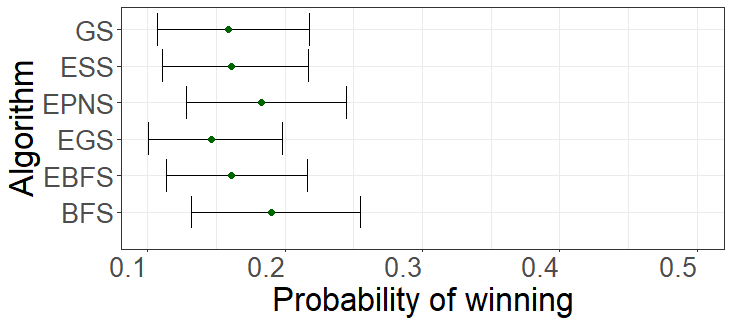 Algorithm
GS
ESS
EPNS
EGS
EBFS
BFS
0.1 0.2 0.3 0.4 0.5
Probability of winning